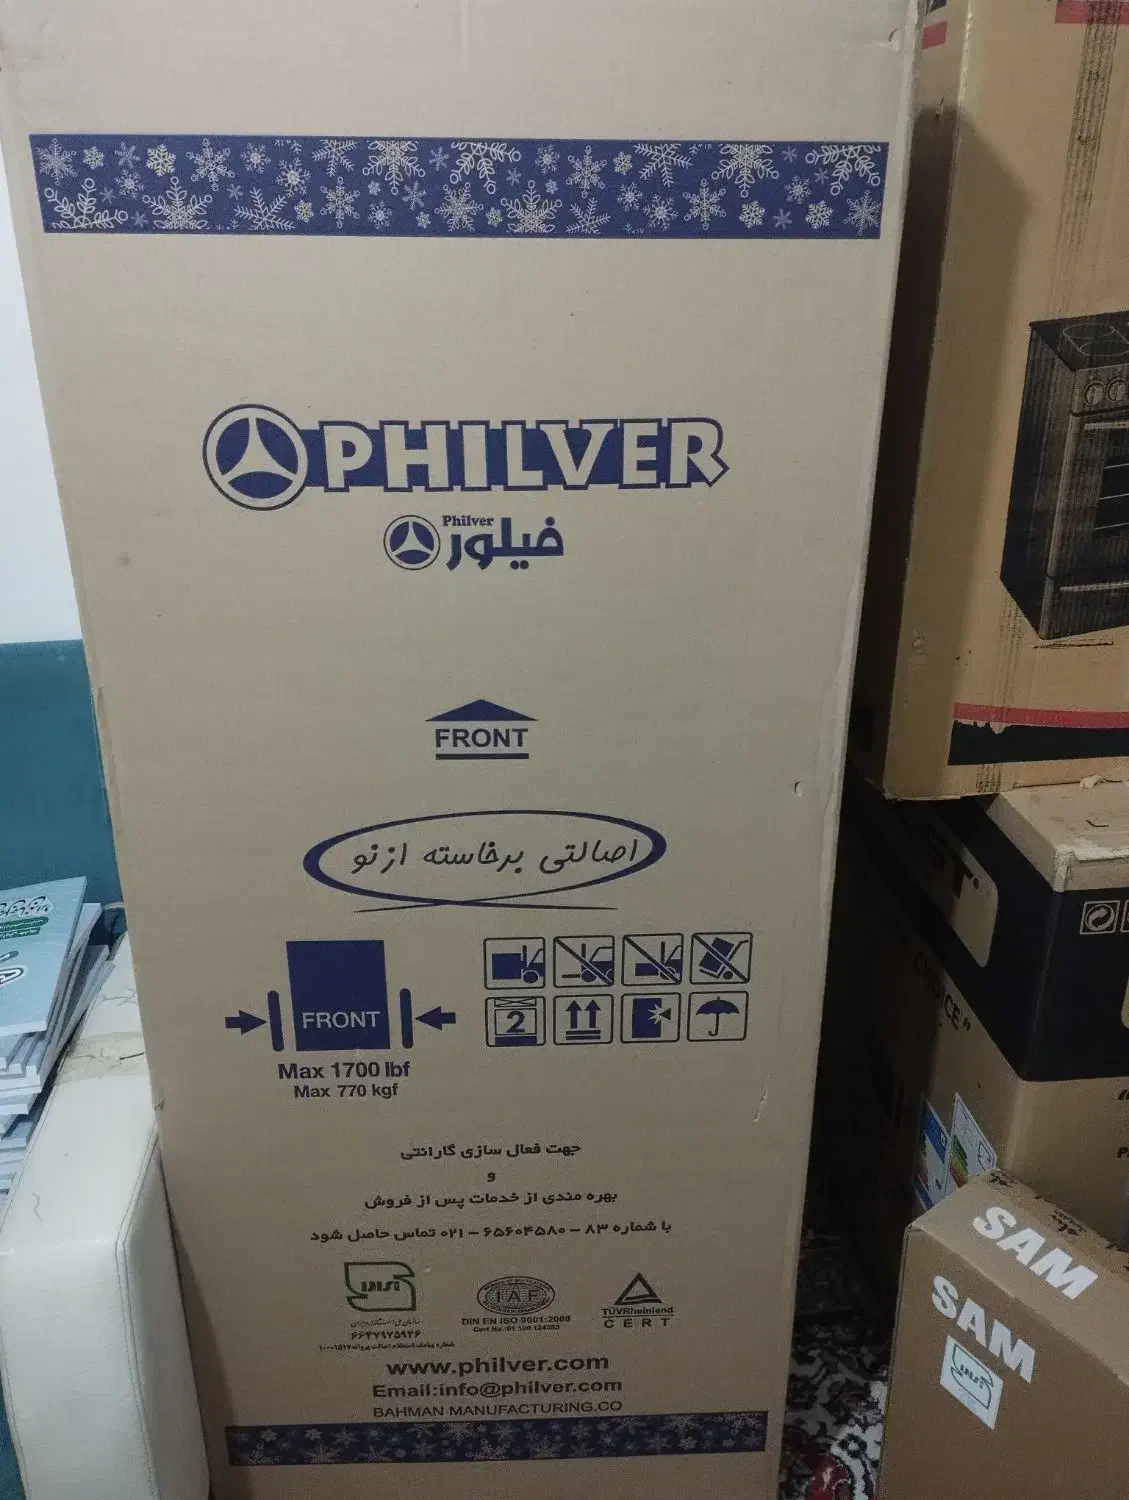 PHILVER
Philver
فیلور
FRONT
اصالتی برخاسته از نو
FRONT
2
Max 1700 lbf
Max 770 kgf
جهت فعال سازی گارانتی
و
بهره مندی از خدمات پس از فروش
با شماره ۸۳ - ۶۵۶۰۴۵۸۰ - ۰۲۱ تماس حاصل شود
IAF
DIN EN ISO 9001:2008
TÜVRheinland
CERT
www.philver.com
Email:info@philver.com
BAHMAN MANUFACTURING.CO
SAM
SAM